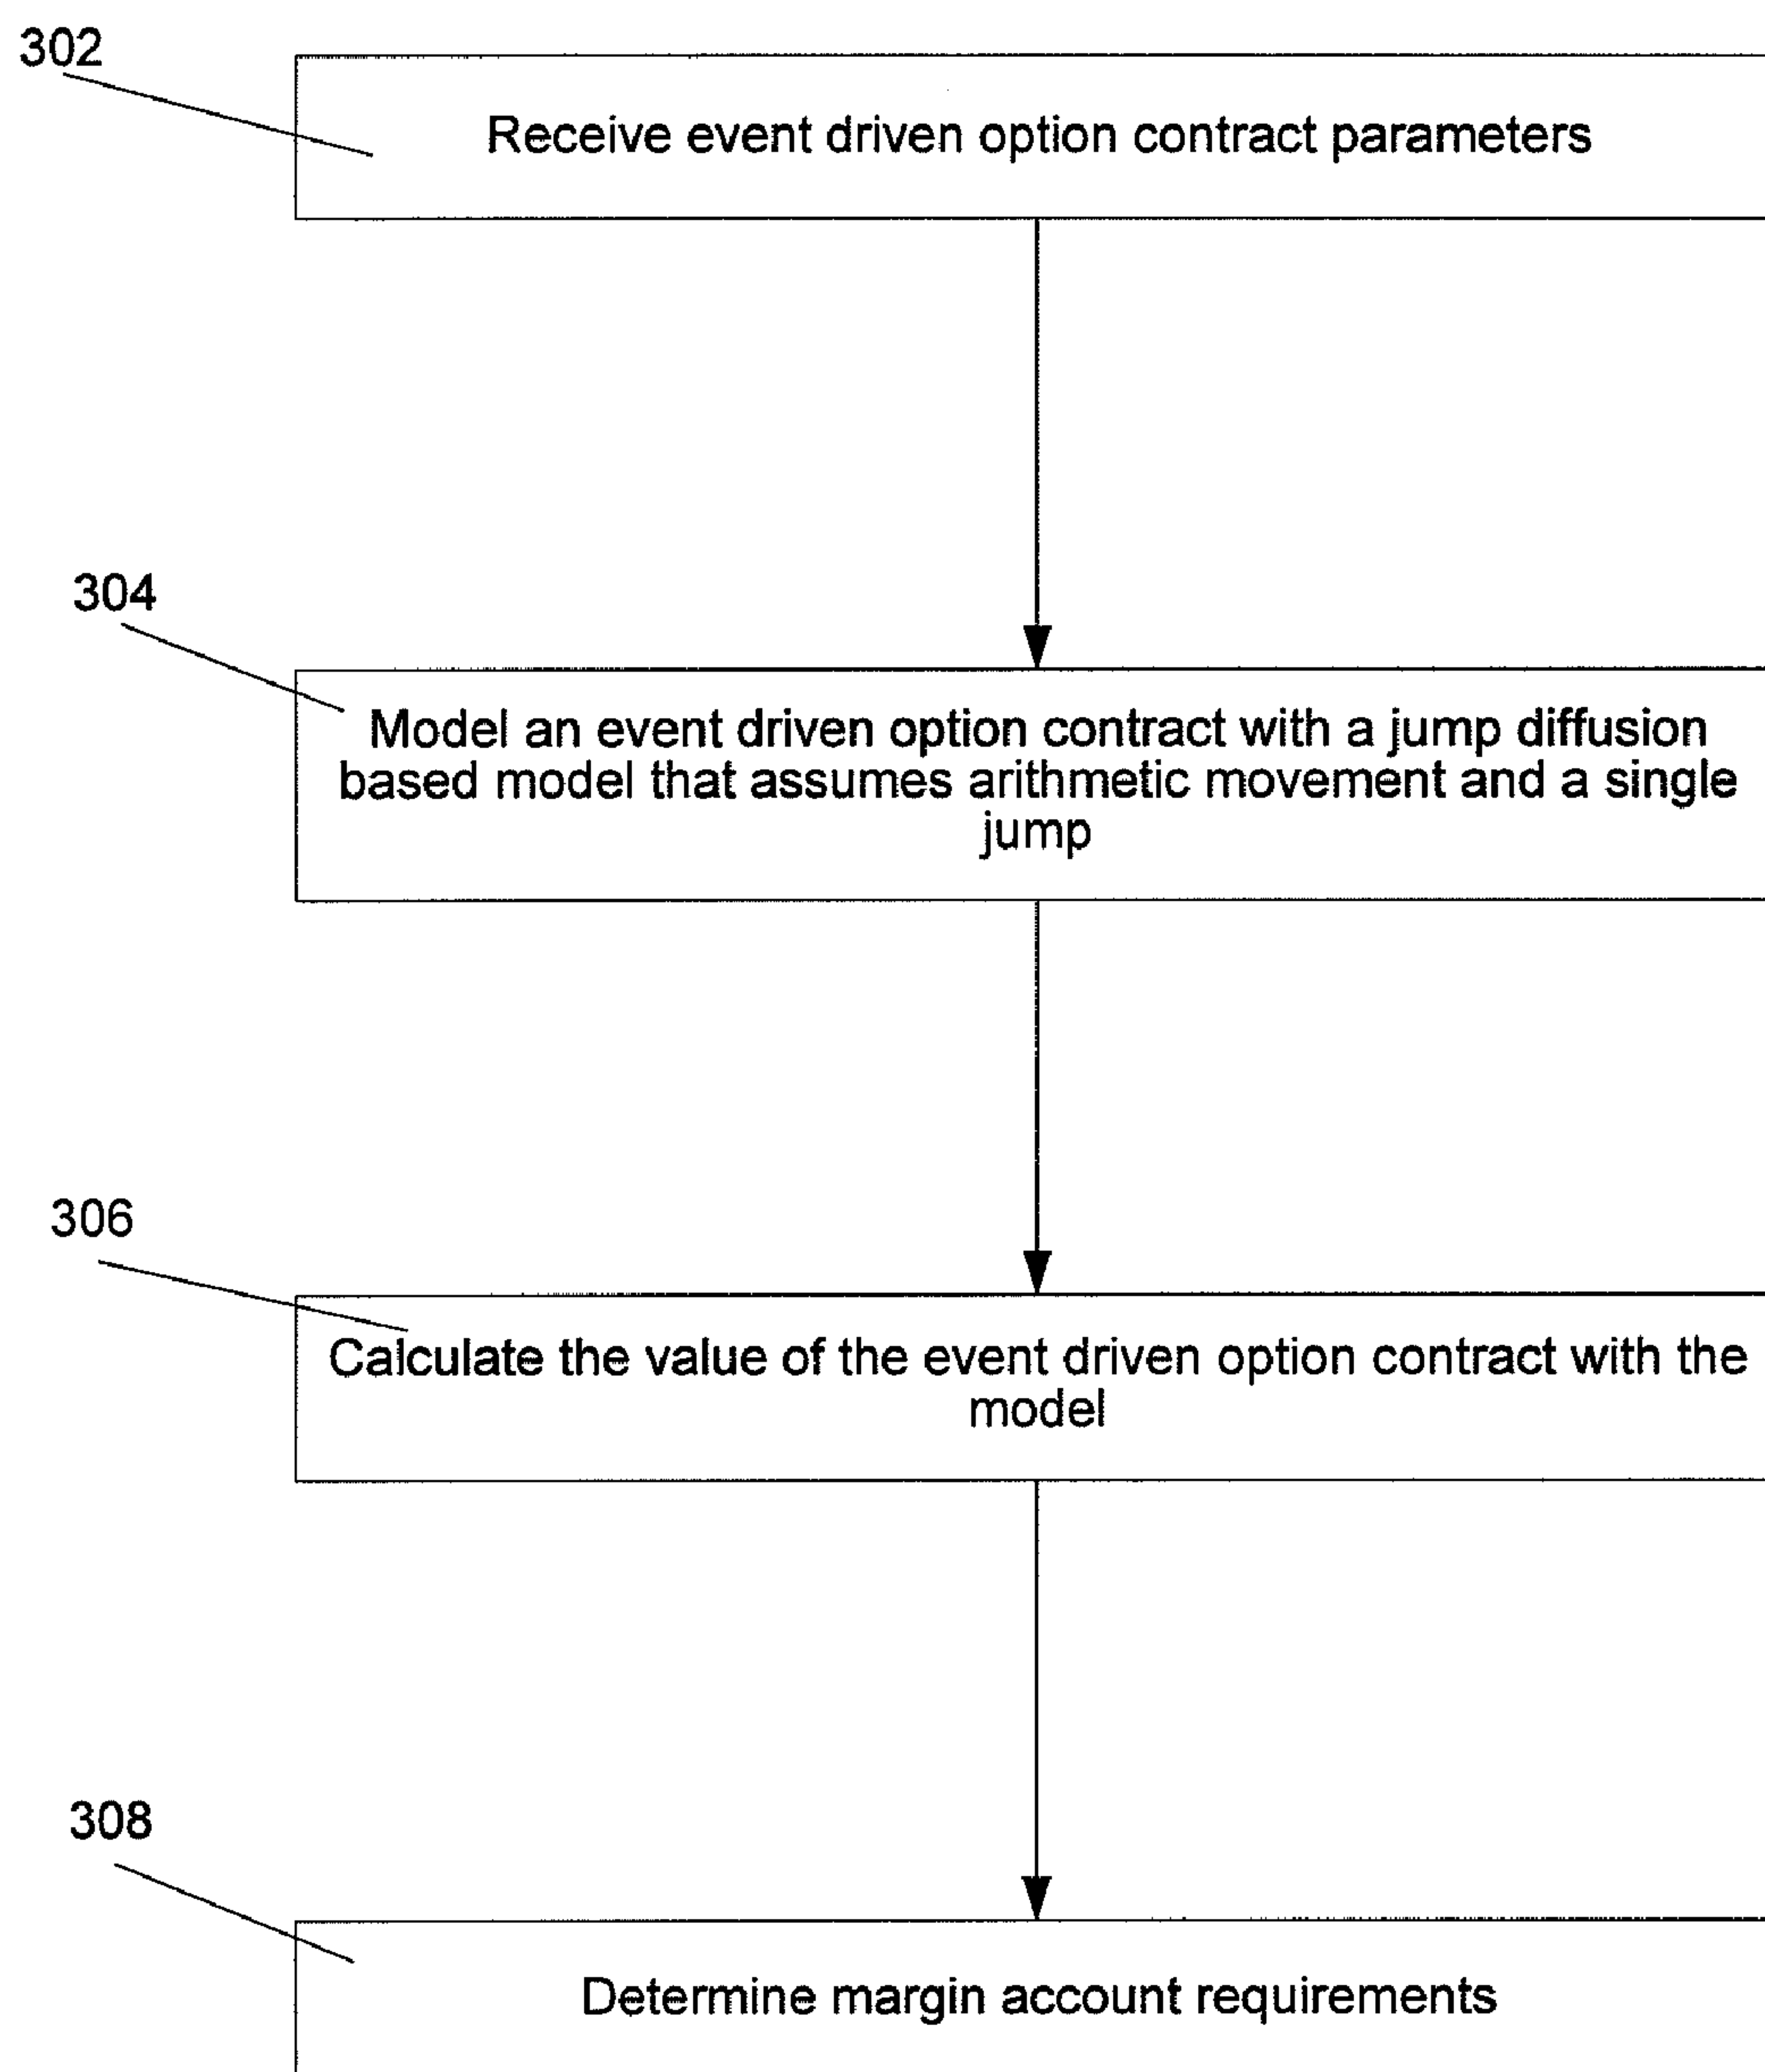 302
Receive event driven option contract parameters
304
Model an event driven option contract with a jump diffusion
based model that assumes arithmetic movement and a single
jump
306
Calculate the value of the event driven option contract with the
model
308
Determine margin account requirements